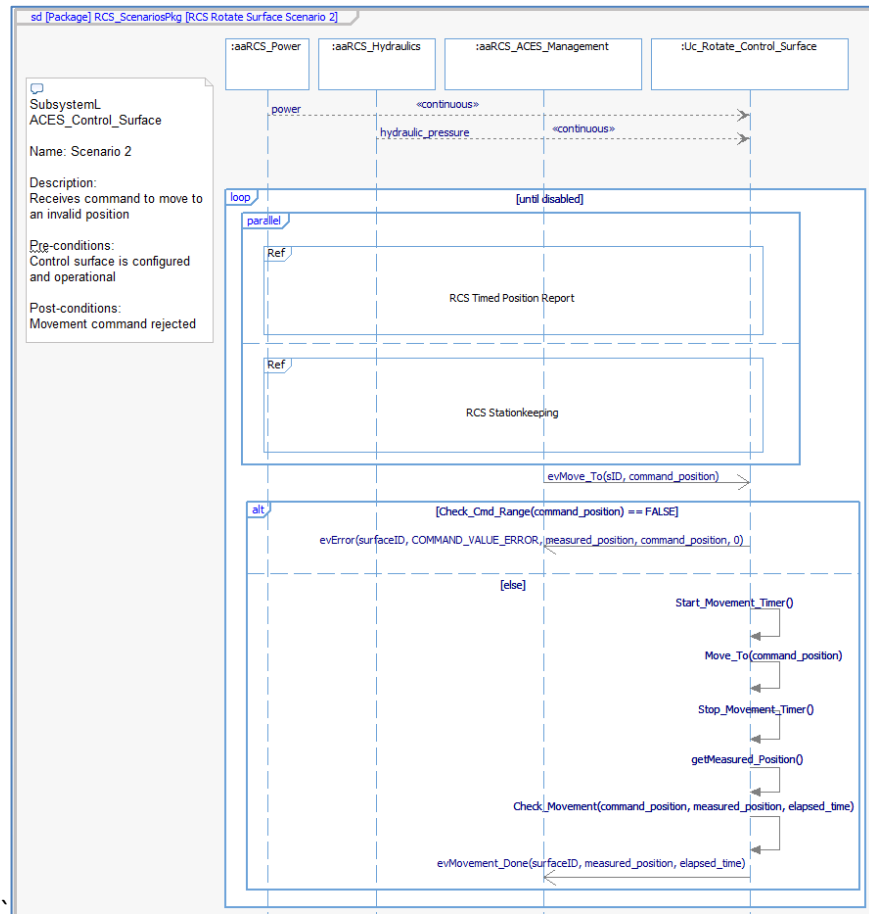 sd [Package] RCS_ScenariosPkg [RCS Rotate Surface Scenario 2]
:aaRCS_Power
:aaRCS_Hydraulics
:aaRCS_ACES_Management
:Uc_Rotate_Control_Surface
SubsystemL
ACES_Control_Surface
Name: Scenario 2
Description:
Receives command to move to
an invalid position
Pre-conditions:
Control surface is configured
and operational
Post-conditions:
Movement command rejected
power
«continuous»
hydraulic_pressure
«continuous»
loop
[until disabled]
parallel
Ref
RCS Timed Position Report
Ref
RCS Stationkeeping
evMove_To(sID, command_position)
alt
[Check_Cmd_Range(command_position) == FALSE]
evError(surfaceID, COMMAND_VALUE_ERROR, measured_position, command_position, 0)
[else]
Start_Movement_Timer()
Move_To(command_position)
Stop_Movement_Timer()
getMeasured_Position()
Check_Movement(command_position, measured_position, elapsed_time)
evMovement_Done(surfaceID, measured_position, elapsed_time)
`